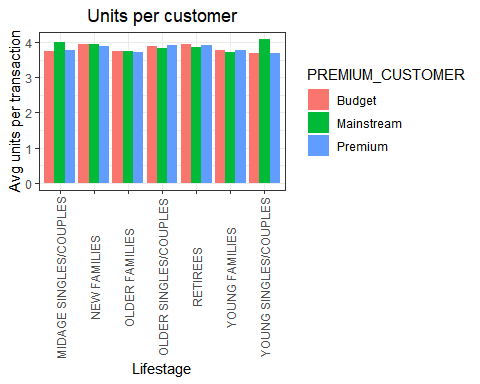 Units per customer
Avg units per transaction
4
3
2
1
0
MIDAGE SINGLES/COUPLES
NEW FAMILIES
OLDER FAMILIES
OLDER SINGLES/COUPLES
RETIREES
YOUNG FAMILIES
YOUNG SINGLES/COUPLES
Lifestage
PREMIUM_CUSTOMER
Budget
Mainstream
Premium